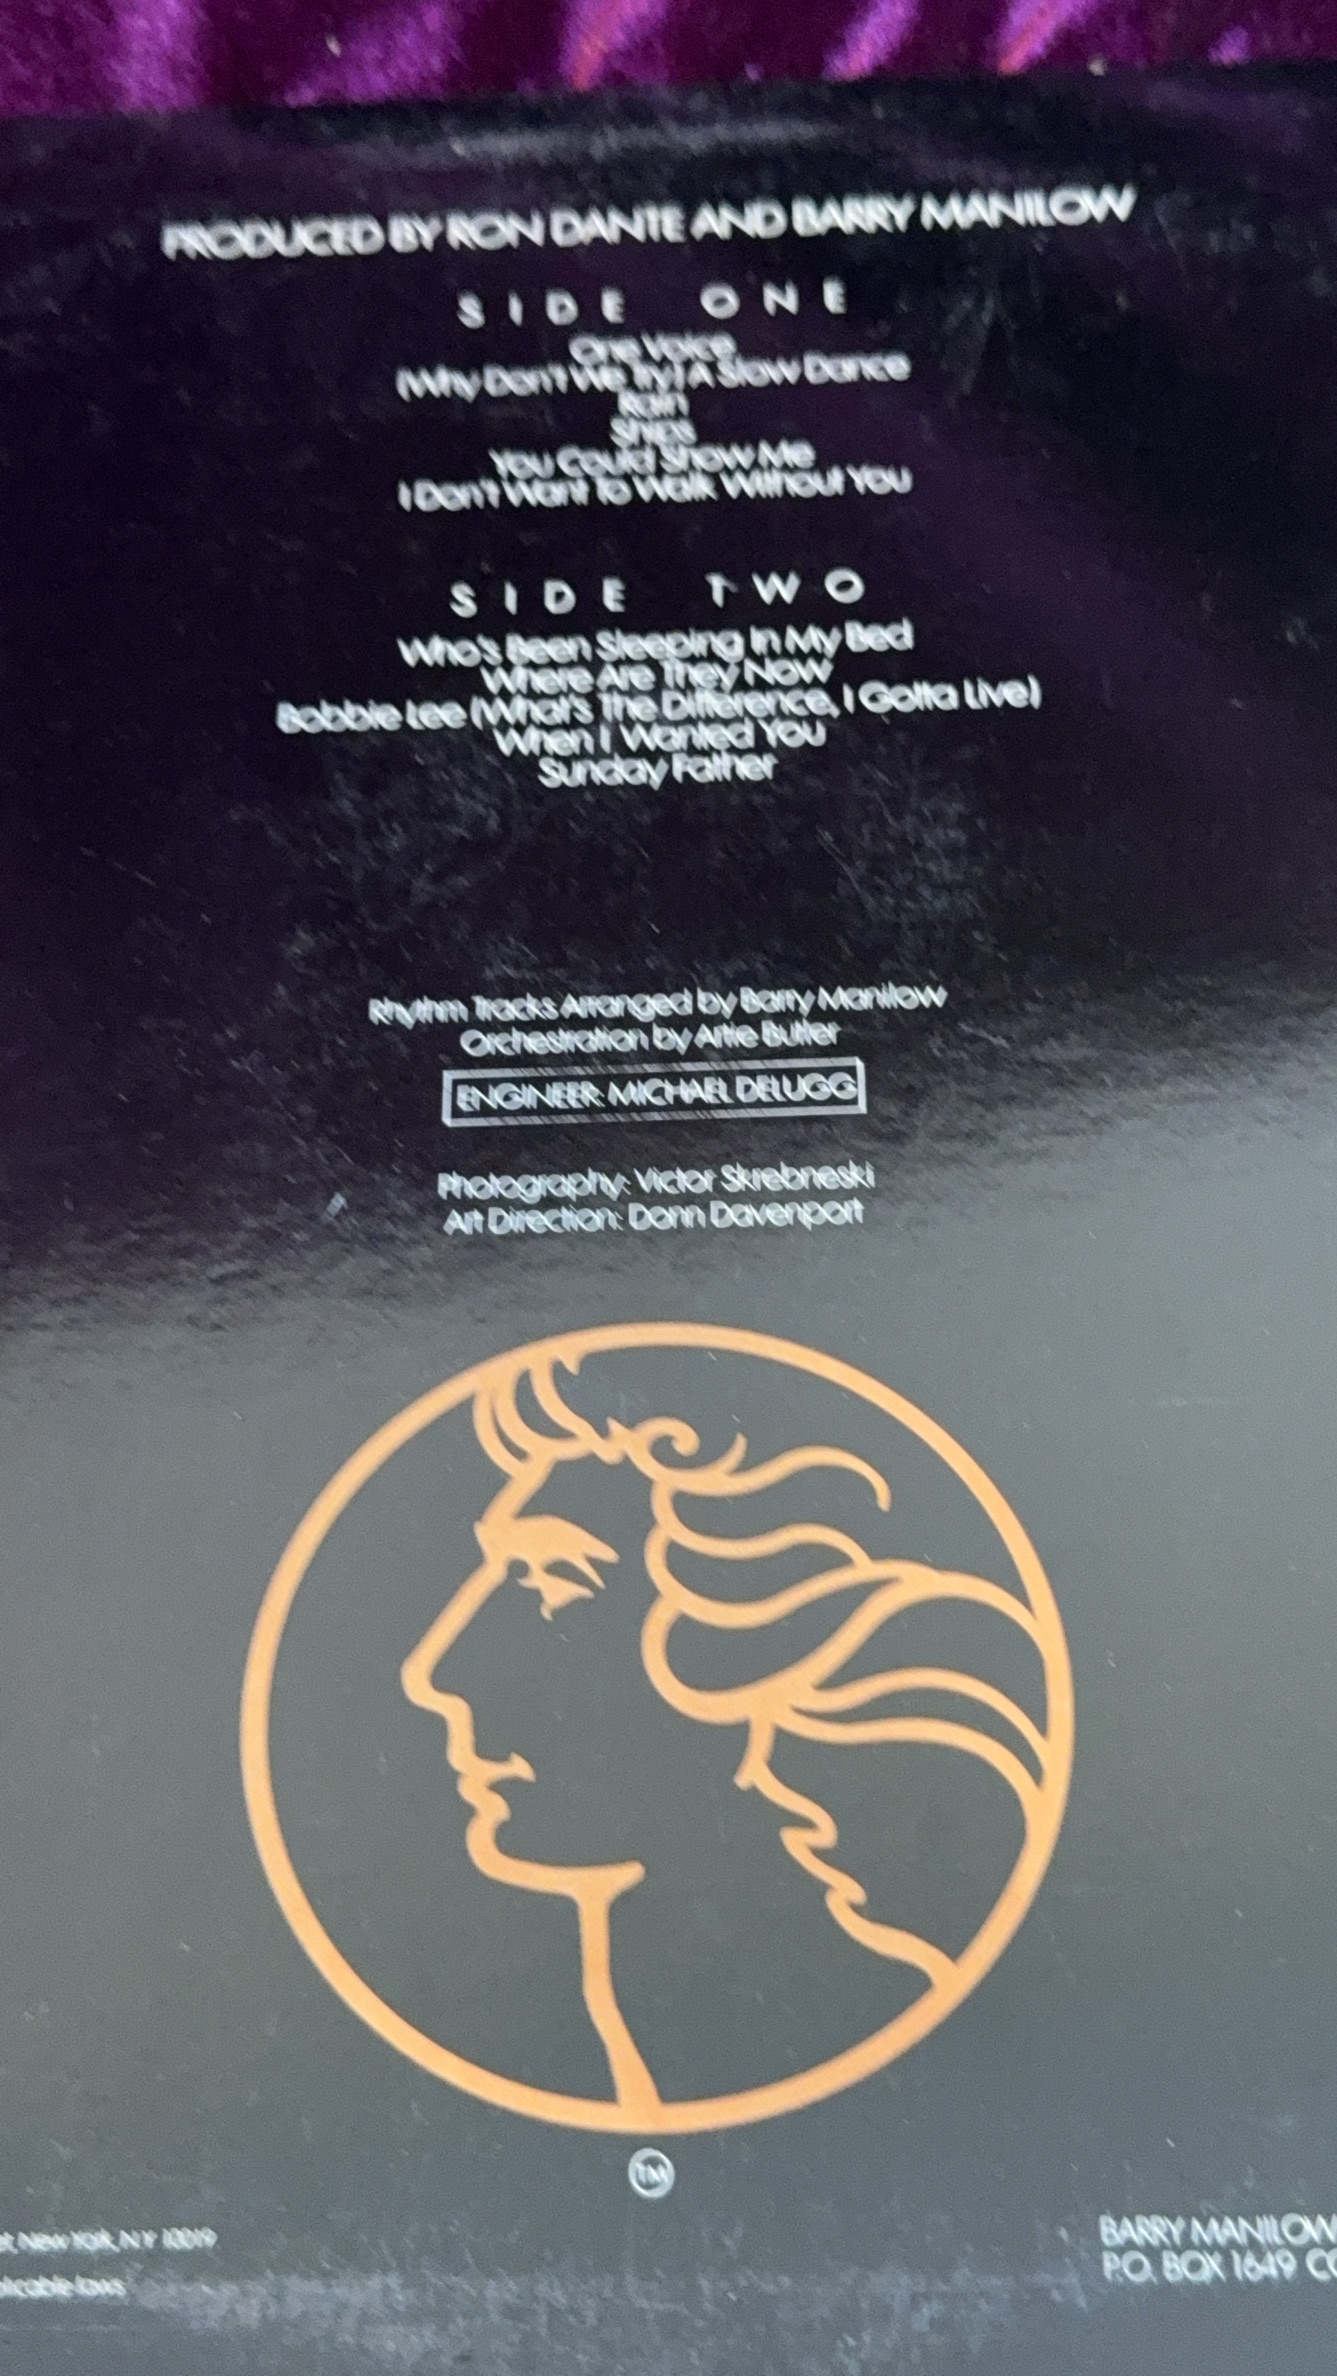 PRODUCED BY RON DANTE AND BARRY MANILOW
SIDE ONE
One Voice
(Why Don't We Try) A Slow Dance
Rain
Ships
You Could Show Me
I Don't Want To Walk Without You
SIDE TWO
Who's Been Sleeping In My Bed
Where Are They Now
Bobbie Lee (What's The Difference, I Gotta Live)
When I Wanted You
Sunday Father
Rhythm Tracks Arranged by Barry Manilow
Orchestration by Artie Butler
ENGINEER: MICHAEL DELUGG
Photography: Victor Skrebneski
Art Direction: Donn Davenport
TM
New York, N.Y. 10019
laws
BARRY MANILOW
P.O. BOX 1649